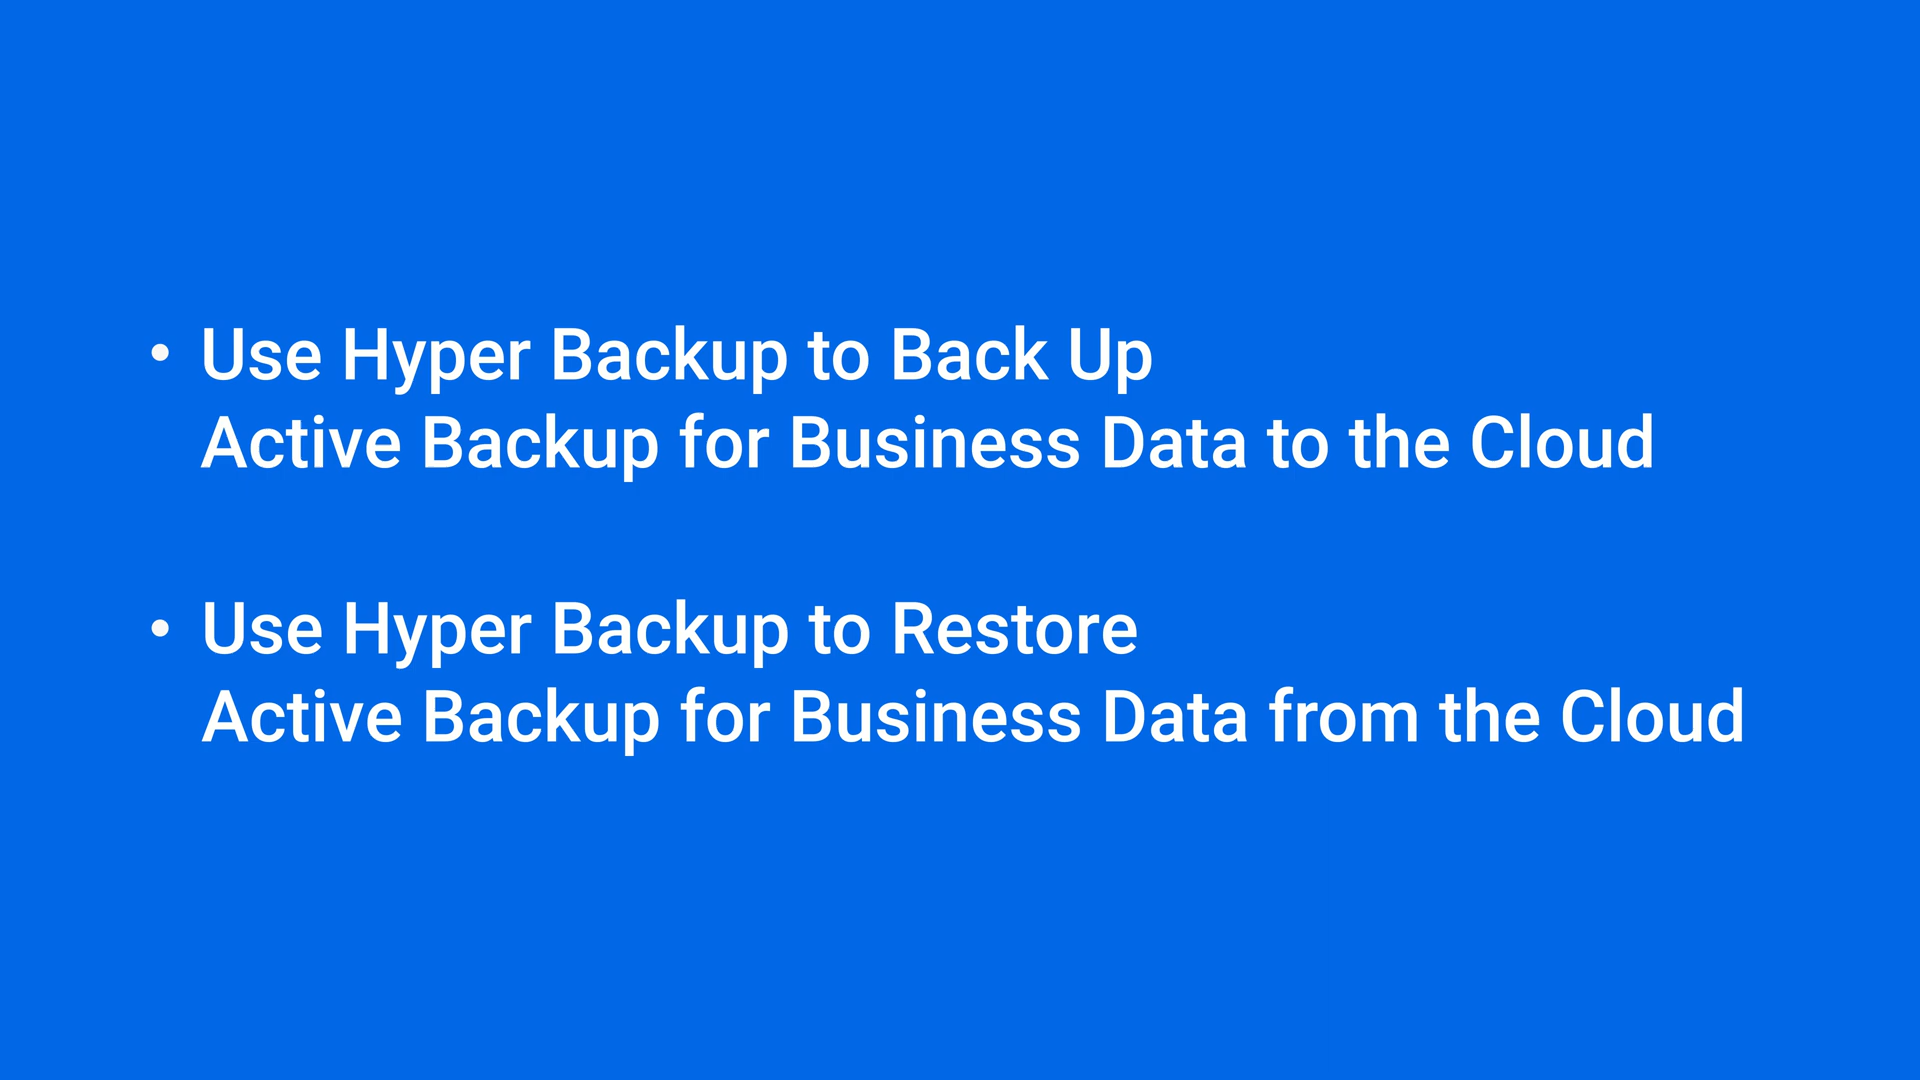 • Use Hyper Backup to Back Up
Active Backup for Business Data to the Cloud
• Use Hyper Backup to Restore
Active Backup for Business Data from the Cloud